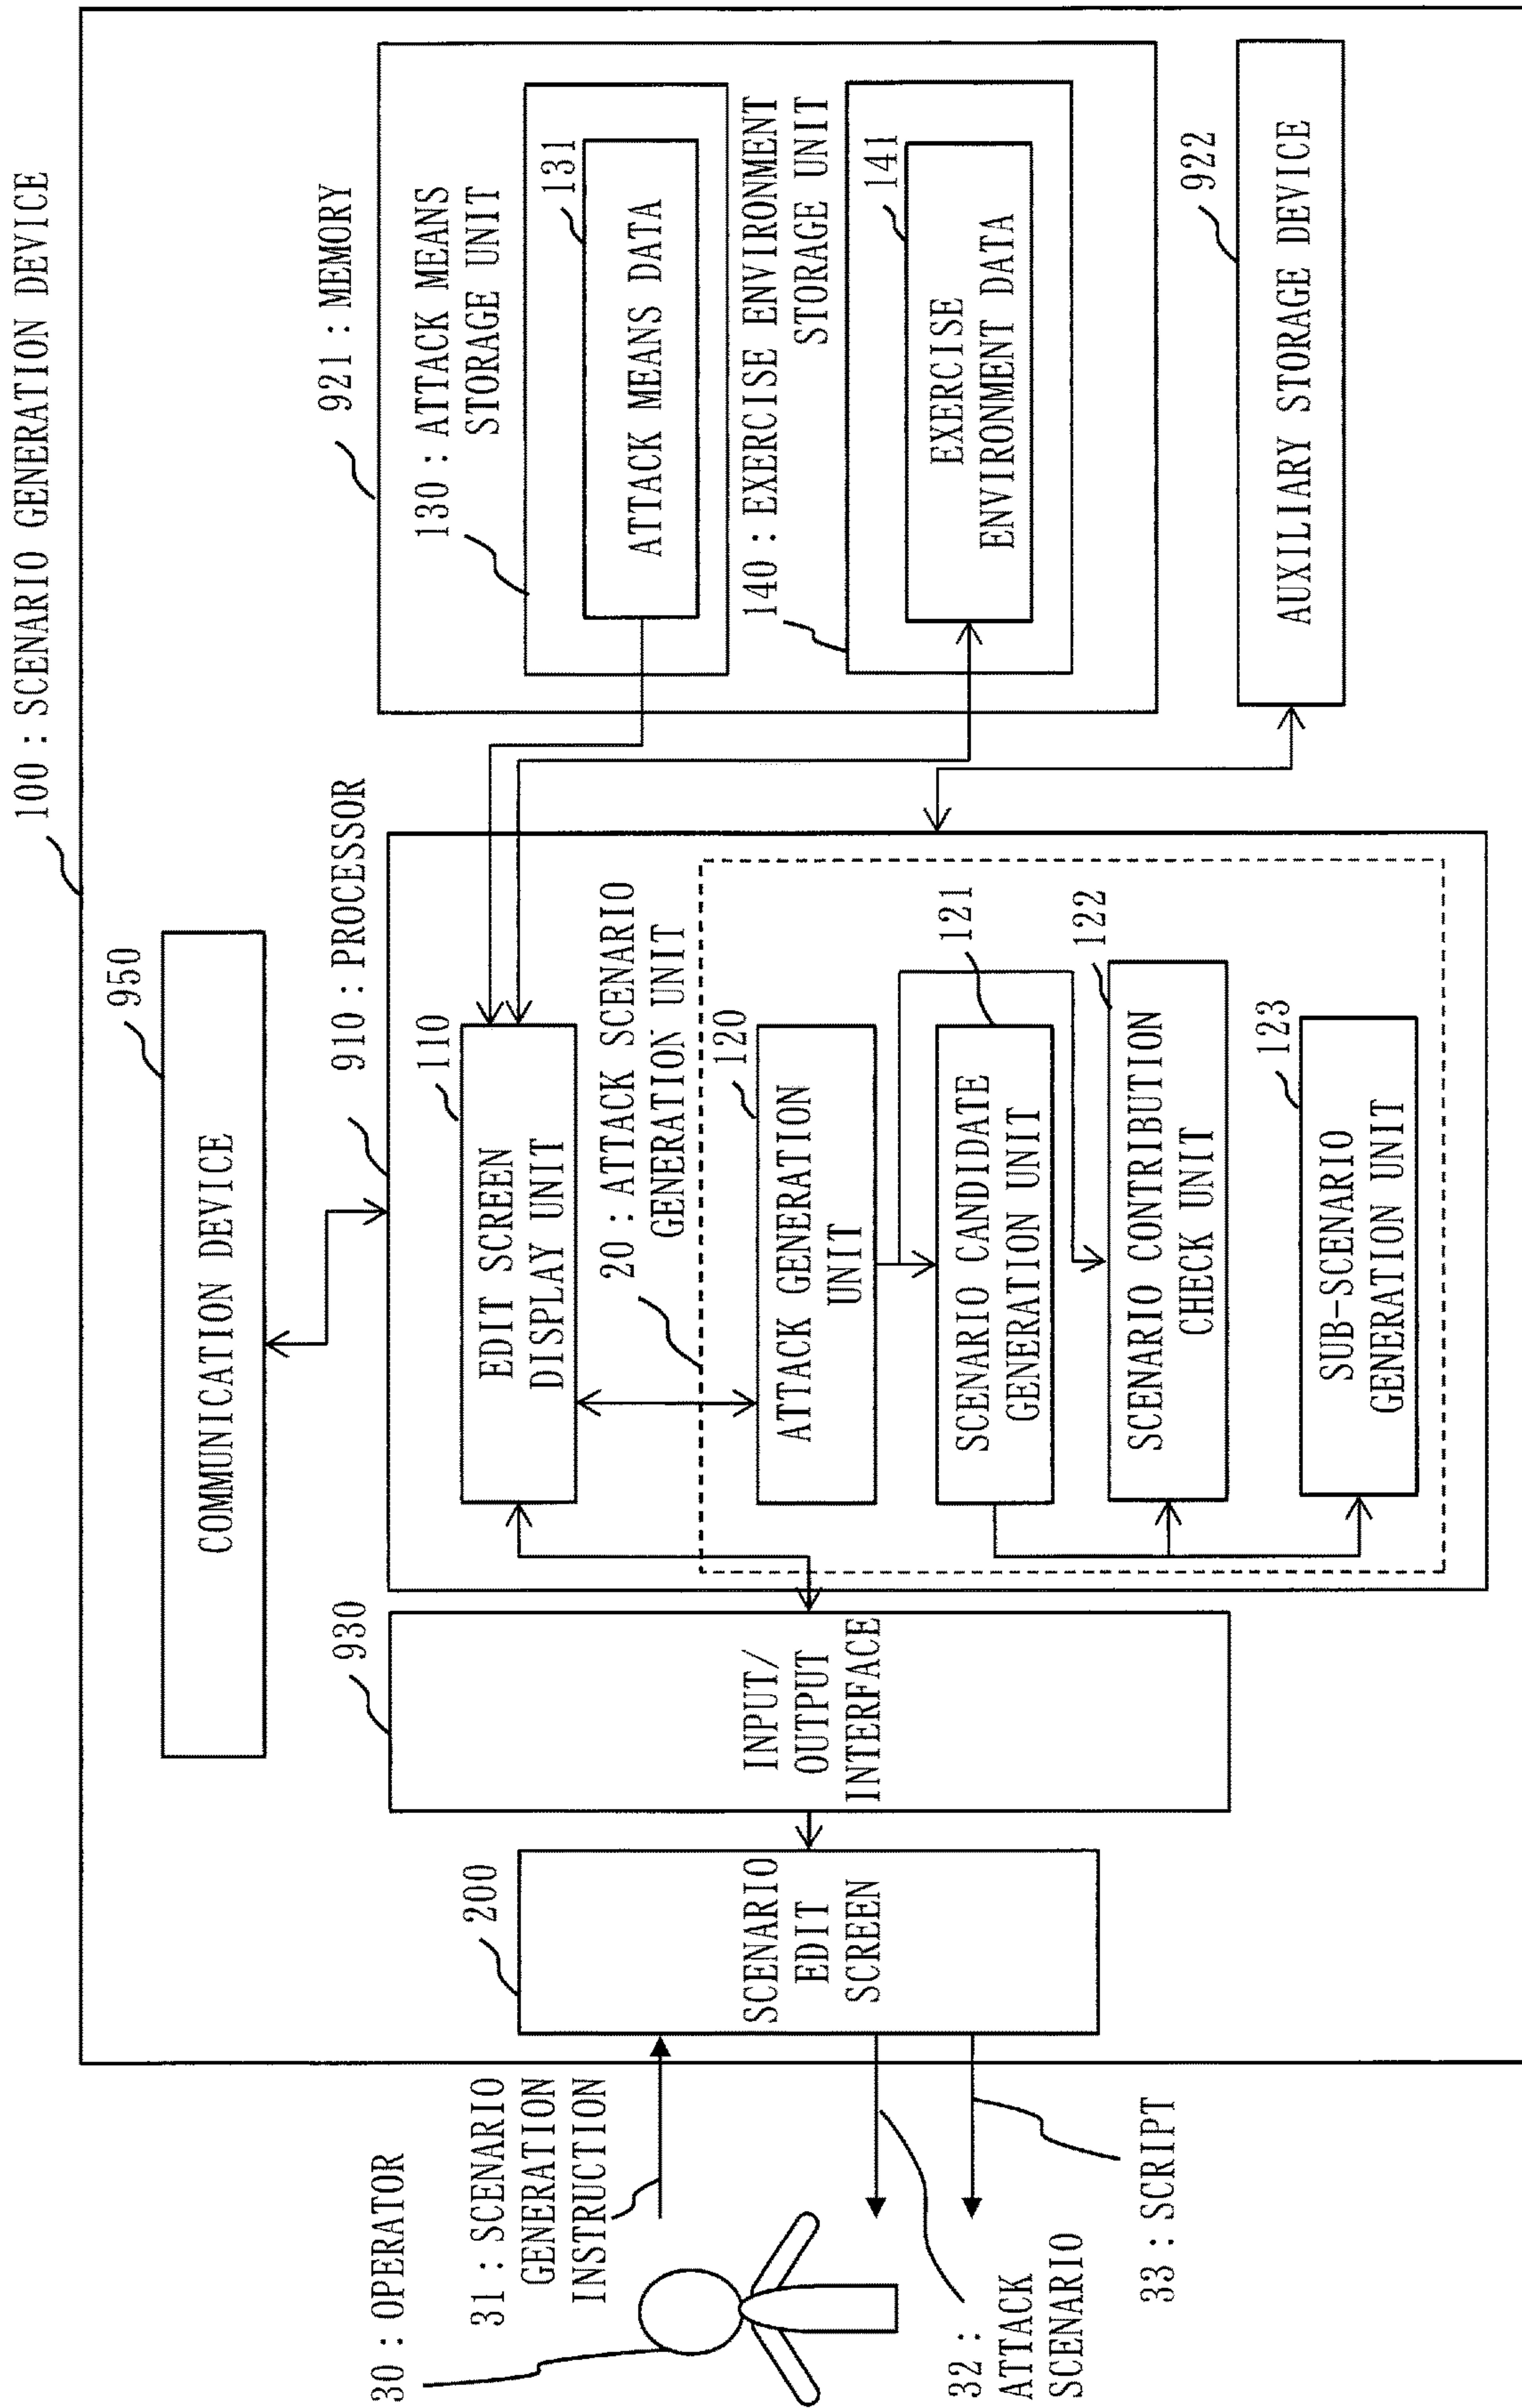 100 : SCENARIO GENERATION DEVICE
950
COMMUNICATION DEVICE
30 : OPERATOR
31 : SCENARIO
GENERATION
INSTRUCTION
32 :
ATTACK
SCENARIO
33 : SCRIPT
200
SCENARIO
EDIT
SCREEN
930
INPUT/
OUTPUT
INTERFACE
910 : PROCESSOR
110
EDIT SCREEN
DISPLAY UNIT
20 : ATTACK SCENARIO
GENERATION UNIT
120
ATTACK GENERATION
UNIT
121
SCENARIO CANDIDATE
GENERATION UNIT
122
SCENARIO CONTRIBUTION
CHECK UNIT
123
SUB-SCENARIO
GENERATION UNIT
921 : MEMORY
130 : ATTACK MEANS
STORAGE UNIT
131
ATTACK MEANS DATA
140 : EXERCISE ENVIRONMENT
STORAGE UNIT
141
EXERCISE
ENVIRONMENT DATA
922
AUXILIARY STORAGE DEVICE